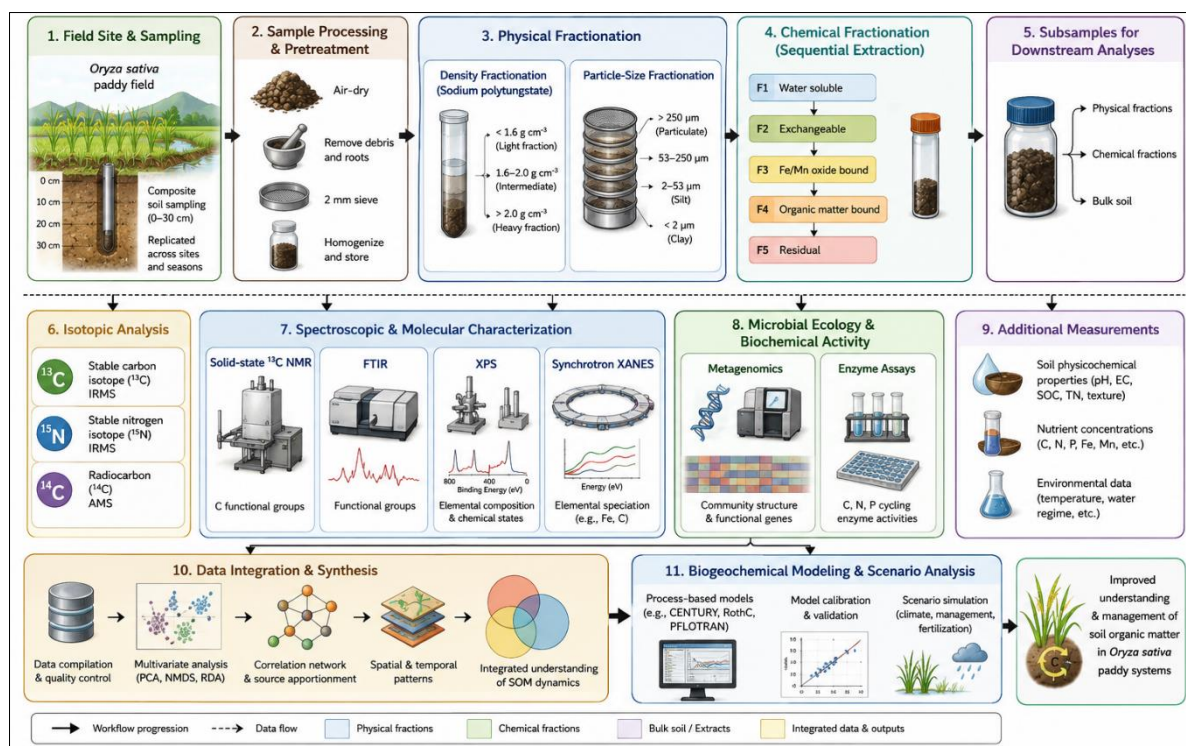 1. Field Site & Sampling
Oryza sativa
paddy field
0 cm
10 cm
20 cm
30 cm
Composite
soil sampling
(0–30 cm)
Replicated
across sites
and seasons
2. Sample Processing
& Pretreatment
Air-dry
Remove debris
and roots
2 mm sieve
Homogenize
and store
3. Physical Fractionation
Density Fractionation
(Sodium polytungstate)
< 1.6 g cm⁻³
(Light fraction)
1.6–2.0 g cm⁻³
(Intermediate)
> 2.0 g cm⁻³
(Heavy fraction)
Particle-Size Fractionation
> 250 µm
(Particulate)
53–250 µm
2–53 µm
(Silt)
< 2 µm
(Clay)
4. Chemical Fractionation
(Sequential Extraction)
F1 Water soluble
F2 Exchangeable
F3 Fe/Mn oxide bound
F4 Organic matter bound
F5 Residual
5. Subsamples for
Downstream Analyses
Physical fractions
Chemical fractions
Bulk soil
6. Isotopic Analysis
¹³C
Stable carbon
isotope (¹³C)
IRMS
¹⁵N
Stable nitrogen
isotope (¹⁵N)
IRMS
¹⁴C
Radiocarbon
(¹⁴C)
AMS
7. Spectroscopic & Molecular Characterization
Solid-state ¹³C NMR
C functional groups
FTIR
Functional groups
XPS
800
400
0
Binding Energy (eV)
Elemental composition
& chemical states
Synchrotron XANES
Energy (eV)
Elemental speciation
(e.g., Fe, C)
8. Microbial Ecology &
Biochemical Activity
Metagenomics
Community structure
& functional genes
Enzyme Assays
C, N, P cycling
enzyme activities
9. Additional Measurements
Soil physicochemical
properties (pH, EC,
SOC, TN, texture)
Nutrient concentrations
(C, N, P, Fe, Mn, etc.)
Environmental data
(temperature, water
regime, etc.)
10. Data Integration & Synthesis
Data compilation
& quality control
Multivariate analysis
(PCA, NMDS, RDA)
Correlation network
& source apportionment
Spatial & temporal
patterns
Integrated understanding
of SOM dynamics
11. Biogeochemical Modeling & Scenario Analysis
Process-based models
(e.g., CENTURY, RothC,
PFLOTRAN)
Model calibration
& validation
Scenario simulation
(climate, management,
fertilization)
C
Improved
understanding
& management
of soil organic matter
in Oryza sativa
paddy systems
Workflow progression
Data flow
Physical fractions
Chemical fractions
Bulk soil / Extracts
Integrated data & outputs